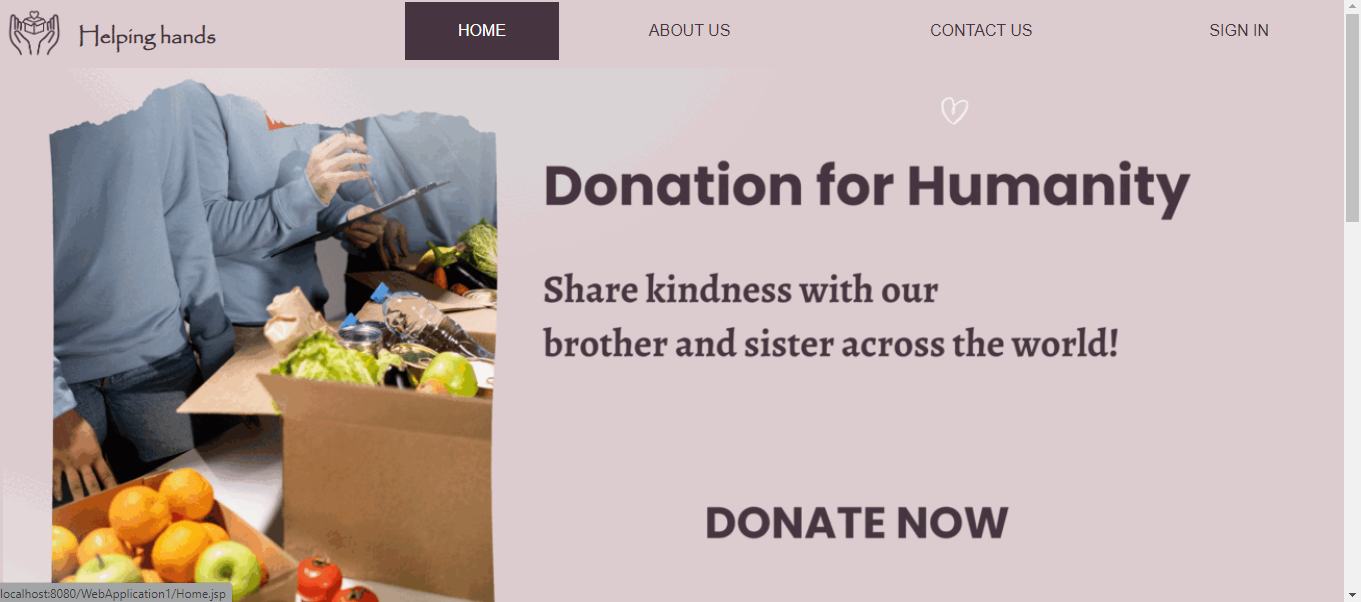 Helping hands
HOME
ABOUT US
CONTACT US
SIGN IN
Donation for Humanity
Share kindness with our
brother and sister across the world!
DONATE NOW
localhost:8080/WebApplication1/Home.jsp